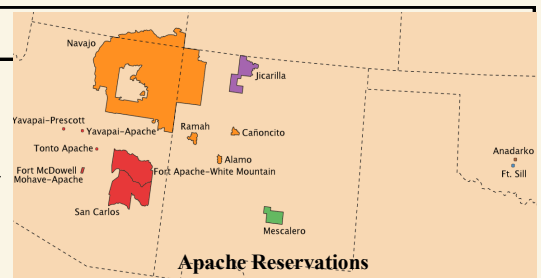 Navajo
Jicarilla
Yavapai-Prescott
Yavapai-Apache
Ramah
Cañoncito
Anadarko
Tonto Apache
Alamo
Ft. Sill
Fort McDowell
Mohave-Apache
Fort Apache-White Mountain
San Carlos
Mescalero
Apache Reservations